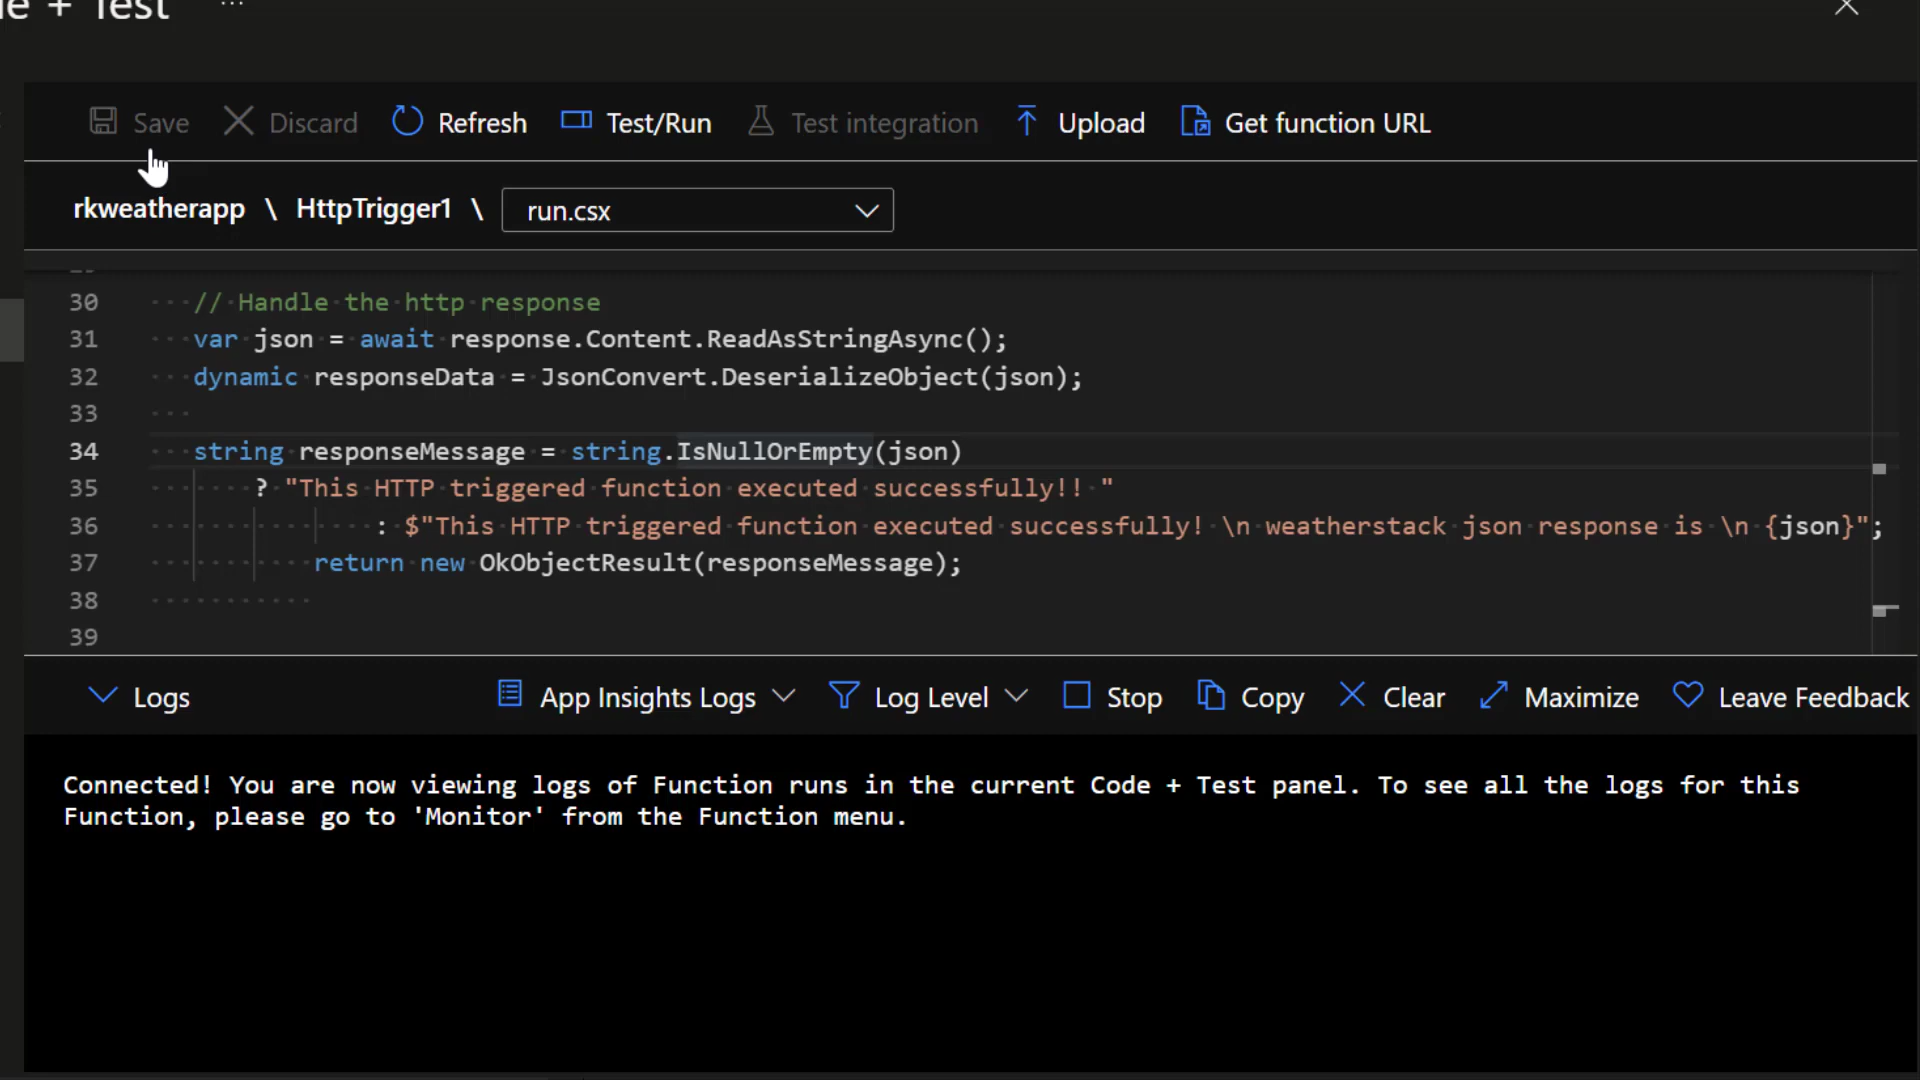 + Test ...
Save Discard Refresh Test/Run Test integration Upload Get function URL
rkweatherapp \ HttpTrigger1 \ run.csx
30 // Handle the http response
31 var json = await response.Content.ReadAsStringAsync();
32 dynamic responseData = JsonConvert.DeserializeObject(json);
33
34 string responseMessage = string.IsNullOrEmpty(json)
35 ? "This HTTP triggered function executed successfully!! "
36 : $"This HTTP triggered function executed successfully! \n weatherstack json response is \n {json}";
37 return new OkObjectResult(responseMessage);
38
39
Logs App Insights Logs Log Level Stop Copy Clear Maximize Leave Feedback
Connected! You are now viewing logs of Function runs in the current Code + Test panel. To see all the logs for this
Function, please go to 'Monitor' from the Function menu.